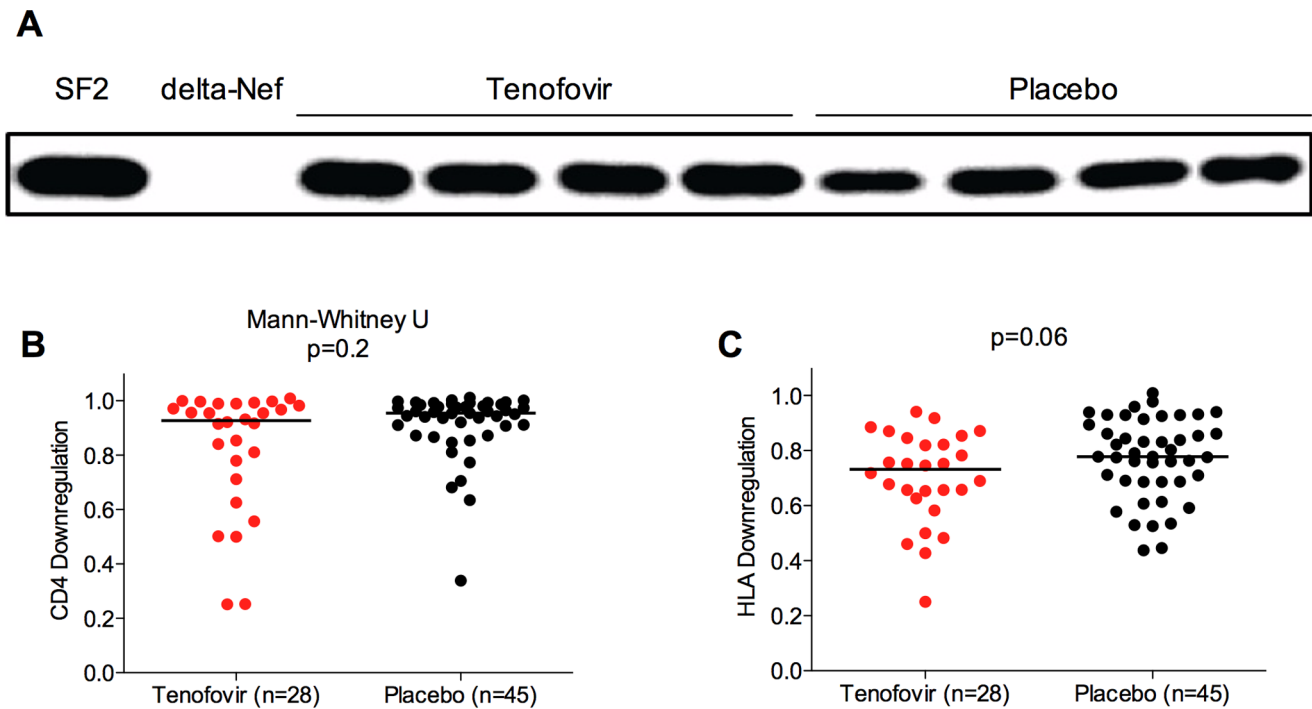 A
SF2 delta-Nef Tenofovir Placebo
B
Mann-Whitney U
p=0.2
CD4 Downregulation
1.0
0.8
0.6
0.4
0.2
0.0
Tenofovir (n=28) Placebo (n=45)
C
p=0.06
HLA Downregulation
1.0
0.8
0.6
0.4
0.2
0.0
Tenofovir (n=28) Placebo (n=45)